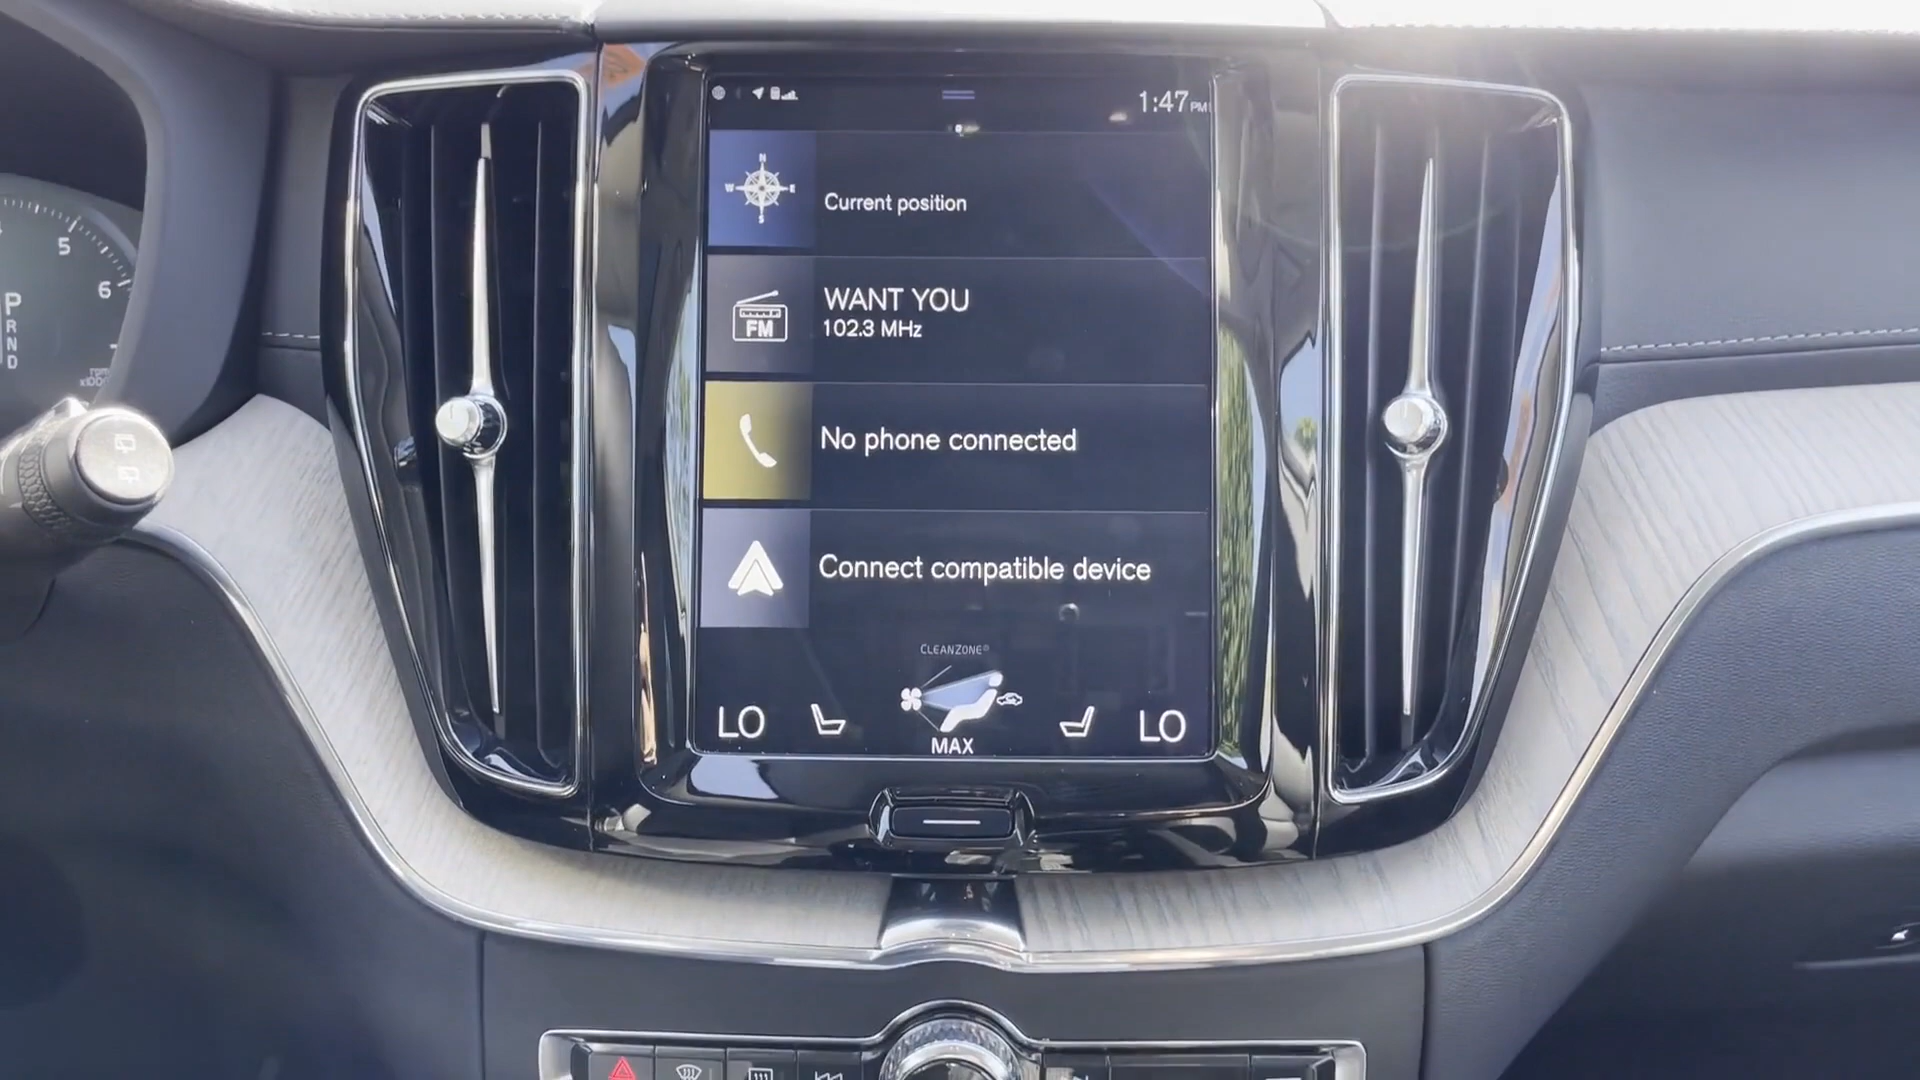 1:47 PM
N
W E
S
Current position
WANT YOU
FM
102.3 MHz
No phone connected
Connect compatible device
CLEANZONE®
LO
LO
MAX
5
6
P
R
N
D
rpm